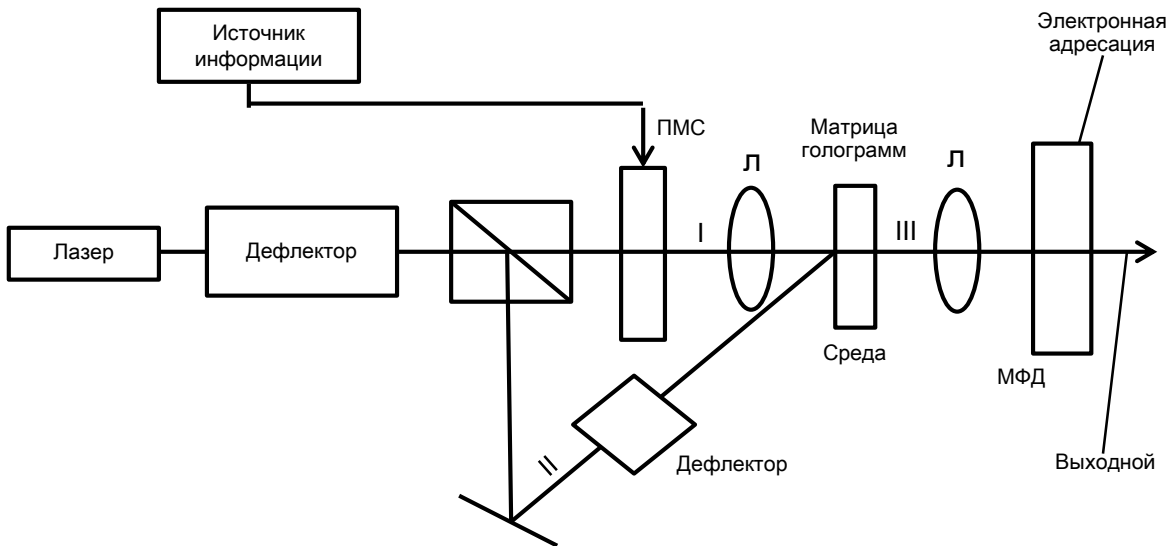 Источник
информации
Электронная
адресация
ПМС
Матрица
голограмм
Л
Л
Лазер
Дефлектор
I
III
Среда
МФД
II
Дефлектор
Выходной